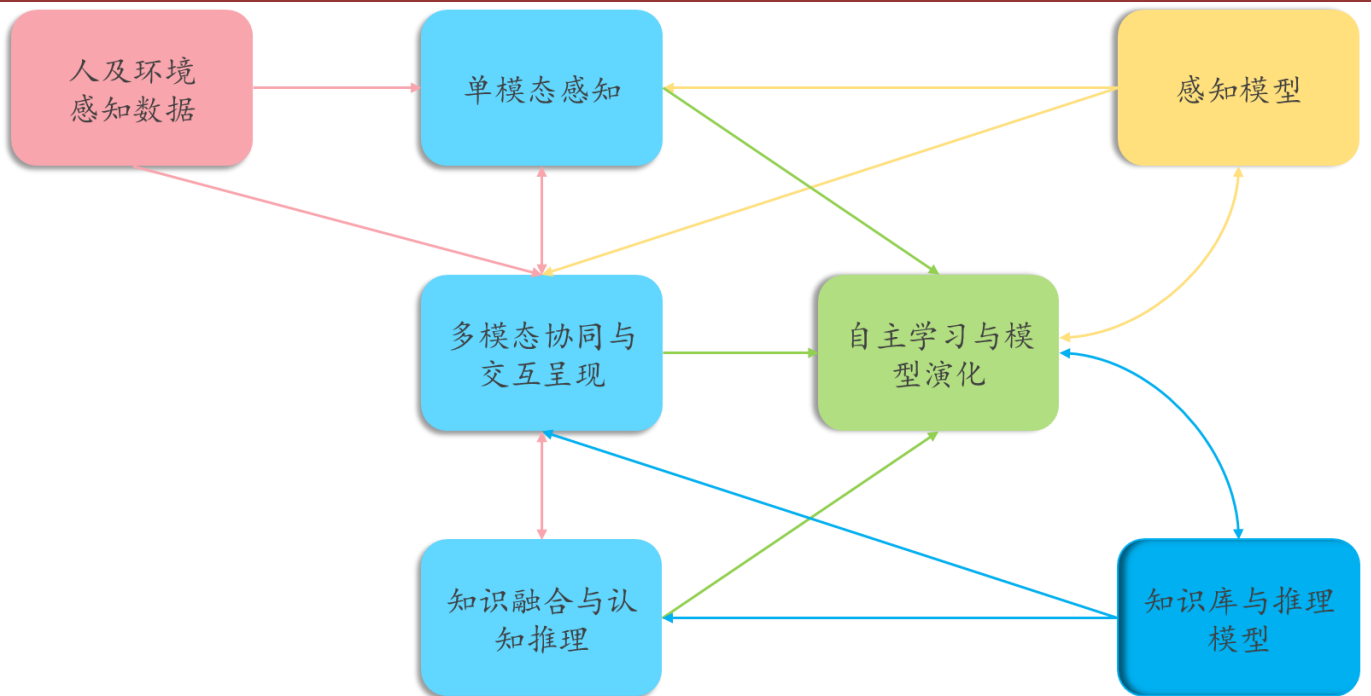 人及环境
感知数据
单模态感知
感知模型
多模态协同与
交互呈现
自主学习与模
型演化
知识融合与认
知推理
知识库与推理
模型